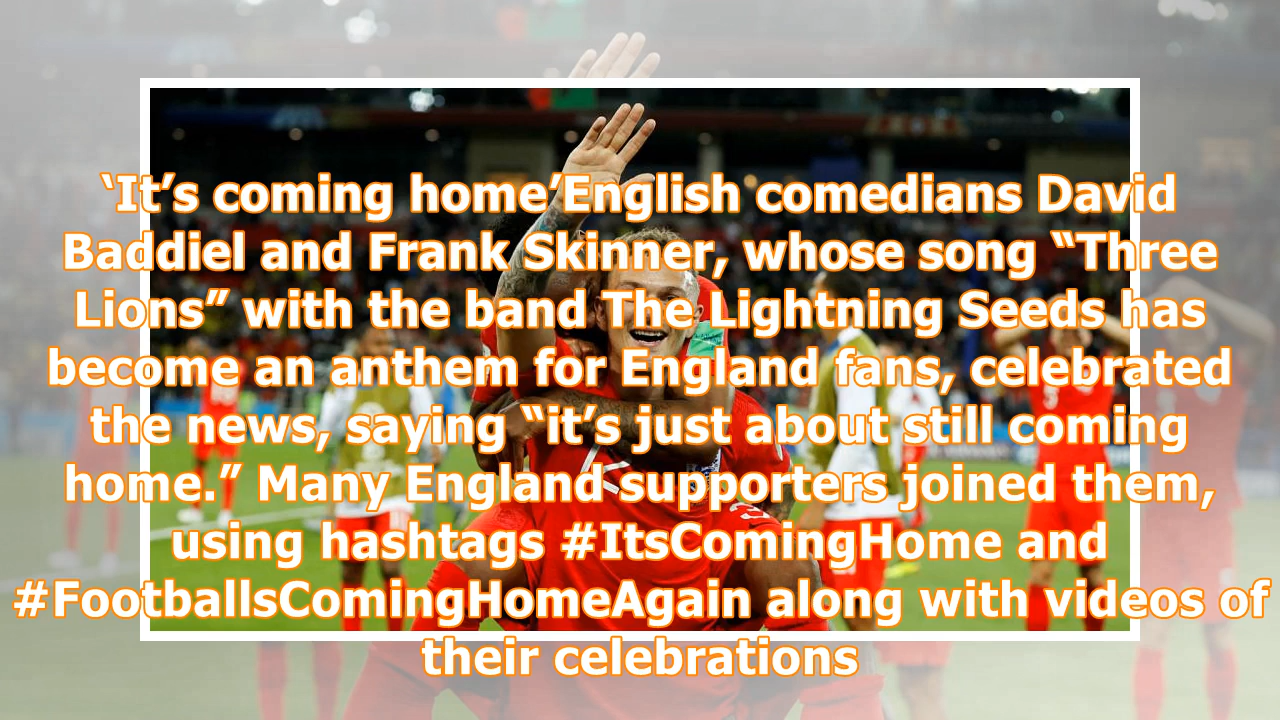 ‘It’s coming home’English comedians David
Baddiel and Frank Skinner, whose song “Three
Lions” with the band The Lightning Seeds has
become an anthem for England fans, celebrated
the news, saying “it’s just about still coming
home.” Many England supporters joined them,
using hashtags #ItsComingHome and
#FootballsComingHomeAgain along with videos of
their celebrations